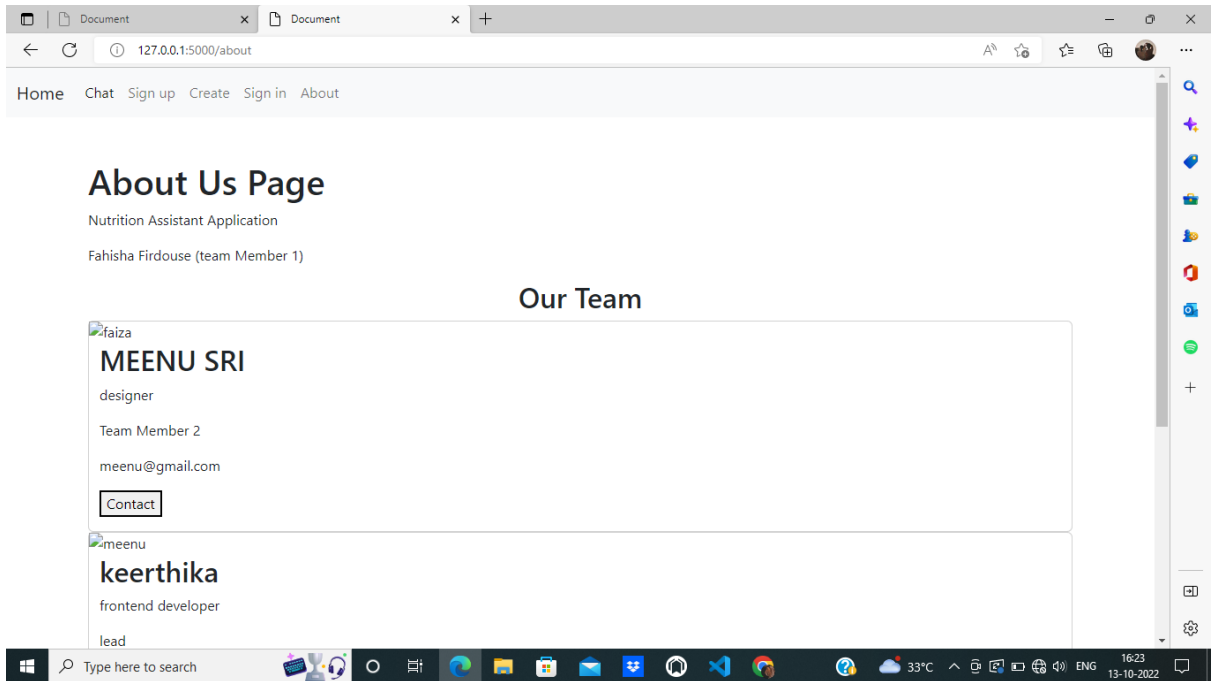 Document
Document
127.0.0.1:5000/about
Home Chat Sign up Create Sign in About
About Us Page
Nutrition Assistant Application
Fahisha Firdouse (team Member 1)
Our Team
faiza
MEENU SRI
designer
Team Member 2
meenu@gmail.com
Contact
meenu
keerthika
frontend developer
lead
Type here to search
33°C
ENG
16:23
13-10-2022